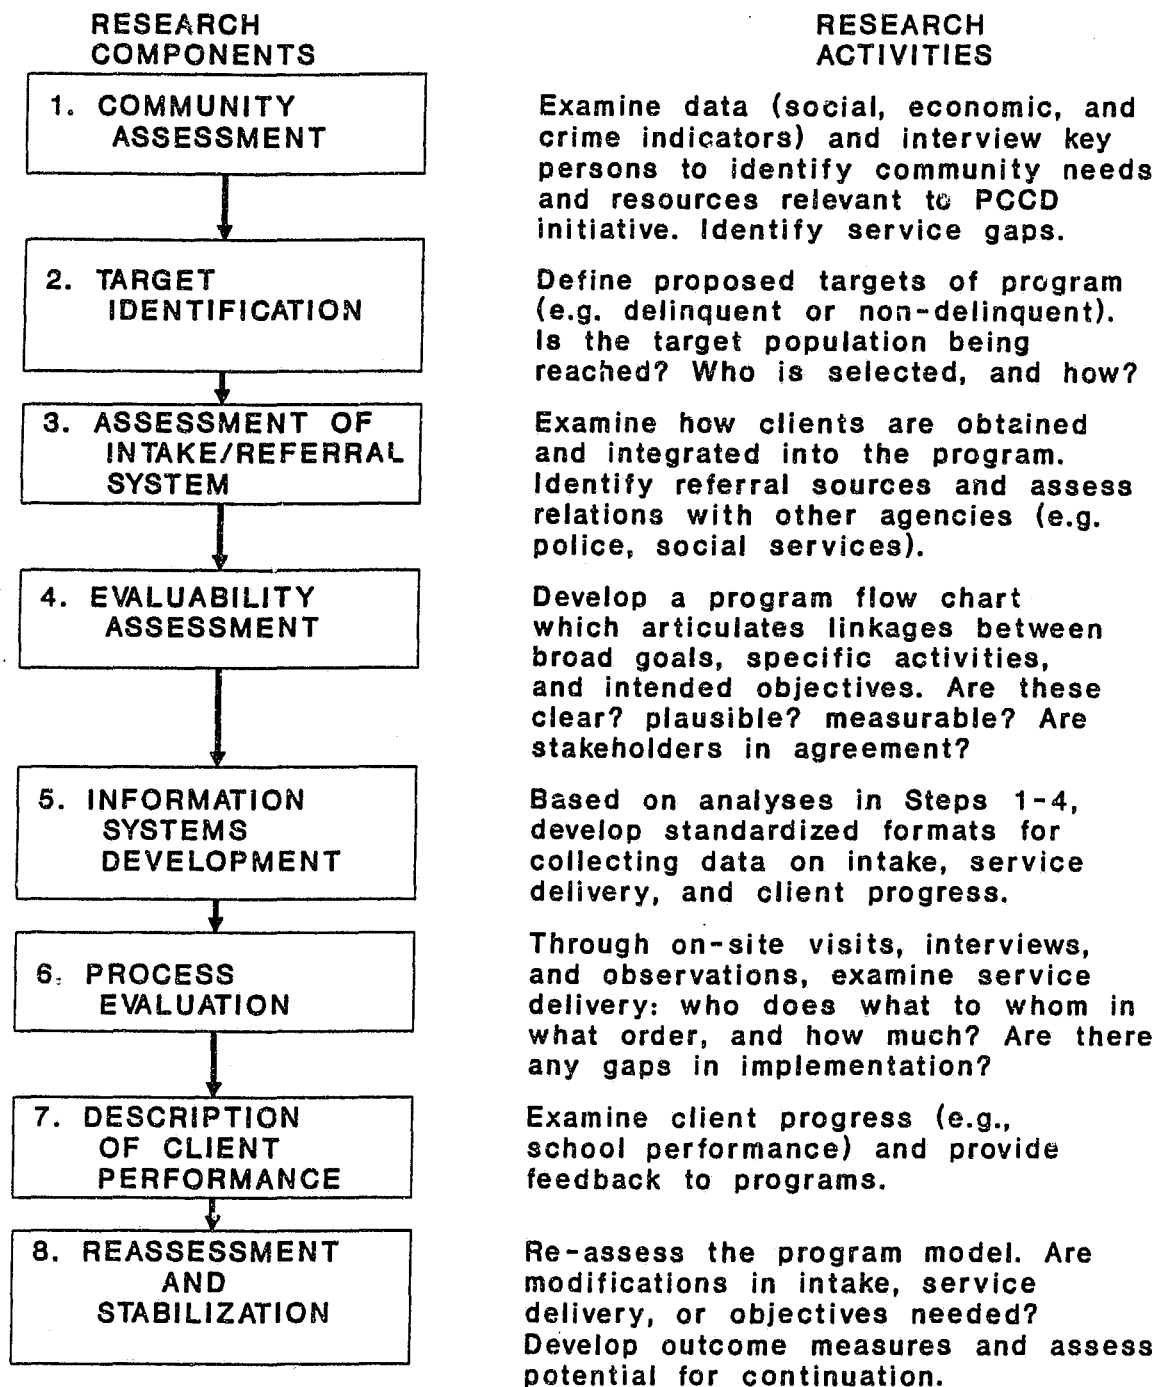 RESEARCH
COMPONENTS
RESEARCH
ACTIVITIES
1. COMMUNITY
ASSESSMENT
Examine data (social, economic, and
crime indicators) and interview key
persons to identify community needs
and resources relevant to PCCD
initiative. Identify service gaps.
2. TARGET
IDENTIFICATION
Define proposed targets of program
(e.g. delinquent or non-delinquent).
Is the target population being
reached? Who is selected, and how?
3. ASSESSMENT OF
INTAKE/REFERRAL
SYSTEM
Examine how clients are obtained
and integrated into the program.
Identify referral sources and assess
relations with other agencies (e.g.
police, social services).
4. EVALUABILITY
ASSESSMENT
Develop a program flow chart
which articulates linkages between
broad goals, specific activities,
and intended objectives. Are these
clear? plausible? measurable? Are
stakeholders in agreement?
5. INFORMATION
SYSTEMS
DEVELOPMENT
Based on analyses in Steps 1-4,
develop standardized formats for
collecting data on intake, service
delivery, and client progress.
6. PROCESS
EVALUATION
Through on-site visits, interviews,
and observations, examine service
delivery: who does what to whom in
what order, and how much? Are there
any gaps in implementation?
7. DESCRIPTION
OF CLIENT
PERFORMANCE
Examine client progress (e.g.,
school performance) and provide
feedback to programs.
8. REASSESSMENT
AND
STABILIZATION
Re-assess the program model. Are
modifications in intake, service
delivery, or objectives needed?
Develop outcome measures and assess
potential for continuation.